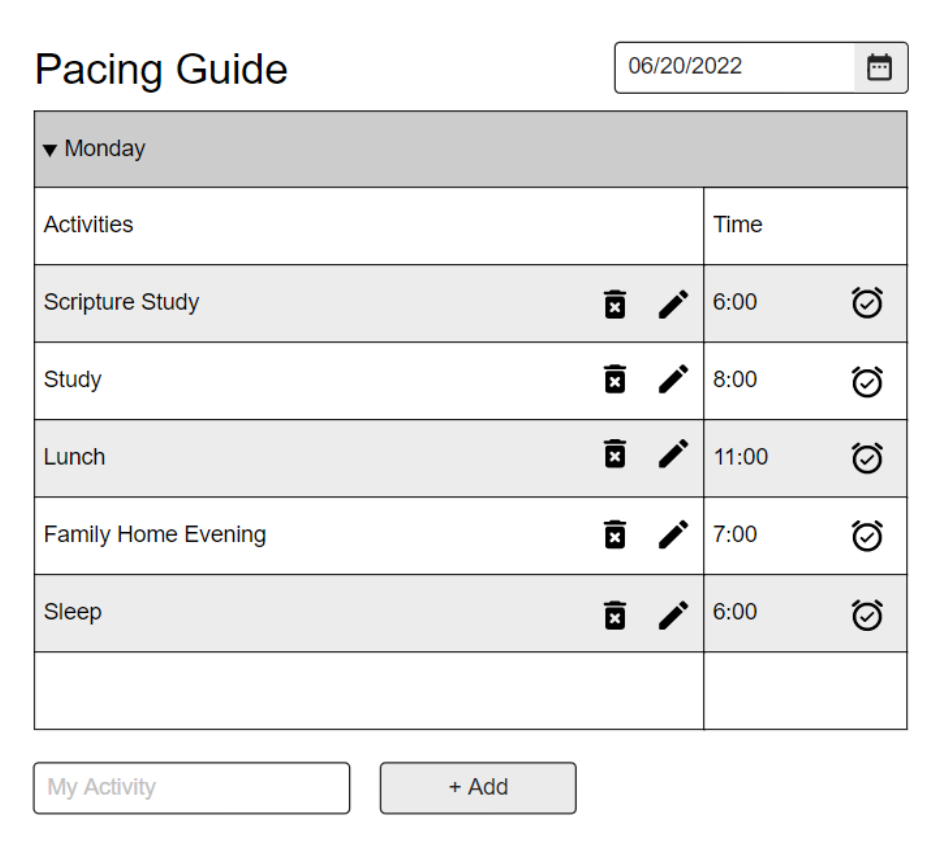 Pacing Guide
06/20/2022
Monday
Activities Time
Scripture Study 6:00
Study 8:00
Lunch 11:00
Family Home Evening 7:00
Sleep 6:00
My Activity + Add